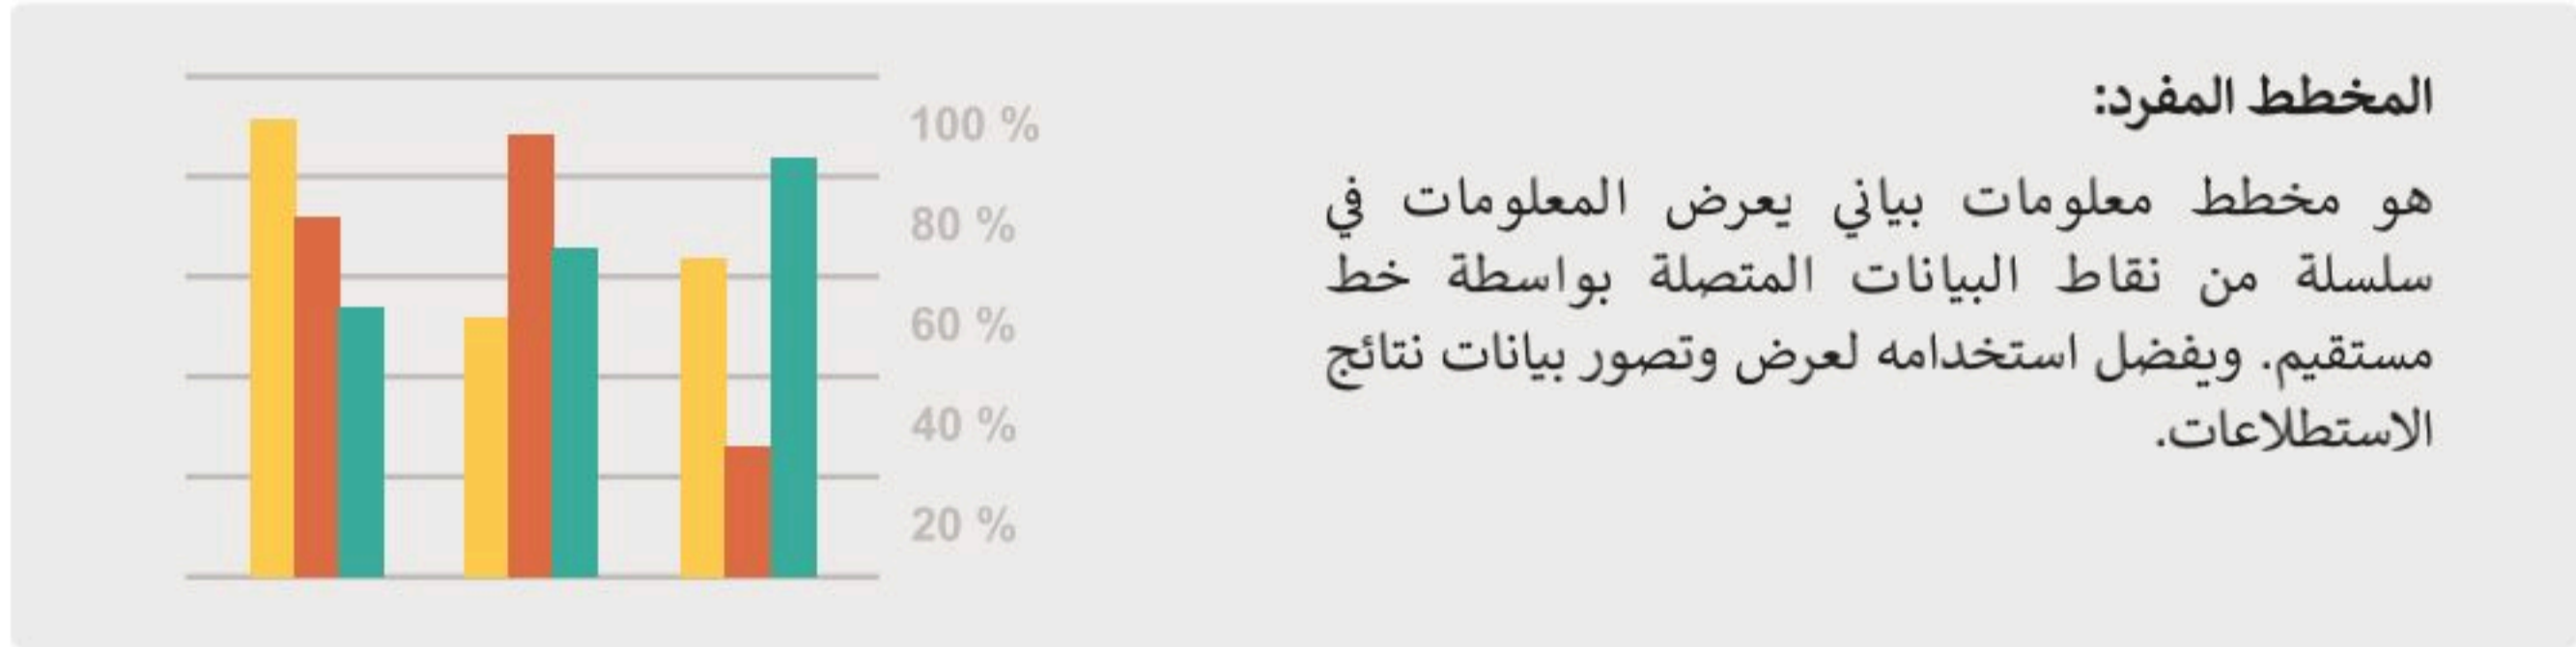 المخطط المفرد:
هو مخطط معلومات بياني يعرض المعلومات في
سلسلة من نقاط البيانات المتصلة بواسطة خط
مستقيم. ويفضل استخدامه لعرض وتصور بيانات نتائج
الاستطلاعات.
100 %
80 %
60 %
40 %
20 %